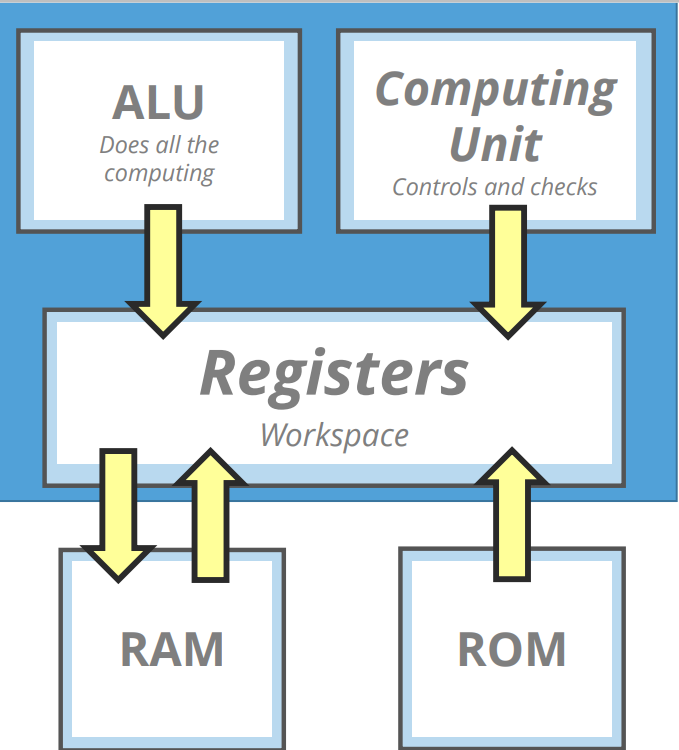 ALU
Does all the
computing
Computing
Unit
Controls and checks
Registers
Workspace
RAM
ROM